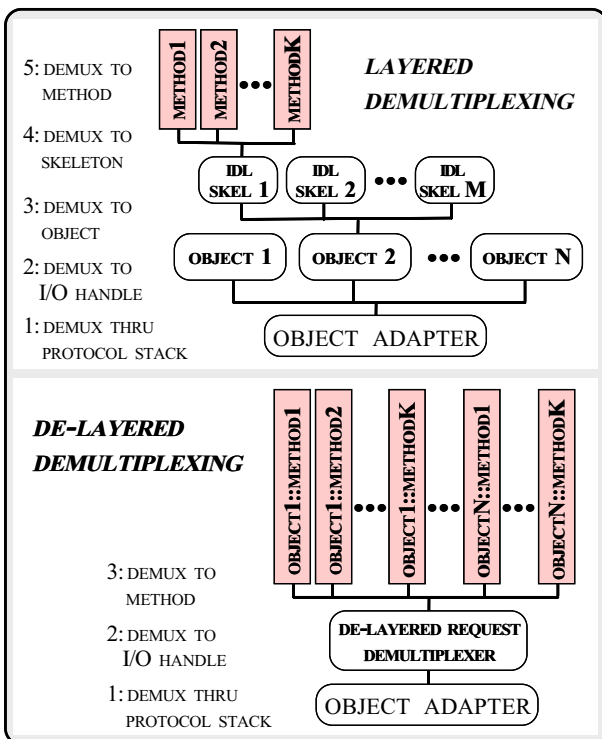 LAYERED
DEMULTIPLEXING
5: DEMUX TO
METHOD
4: DEMUX TO
SKELETON
3: DEMUX TO
OBJECT
2: DEMUX TO
I/O HANDLE
1: DEMUX THRU
PROTOCOL STACK
METHOD1
METHOD2
•••
METHODK
IDL
SKEL 1
IDL
SKEL 2
•••
IDL
SKEL M
OBJECT 1
OBJECT 2
•••
OBJECT N
OBJECT ADAPTER
DE-LAYERED
DEMULTIPLEXING
OBJECT1::METHOD1
OBJECT1::METHOD2
•••
OBJECT1::METHODK
•••
OBJECTN::METHOD1
•••
OBJECTN::METHODK
3: DEMUX TO
METHOD
2: DEMUX TO
I/O HANDLE
1: DEMUX THRU
PROTOCOL STACK
DE-LAYERED REQUEST
DEMULTIPLEXER
OBJECT ADAPTER